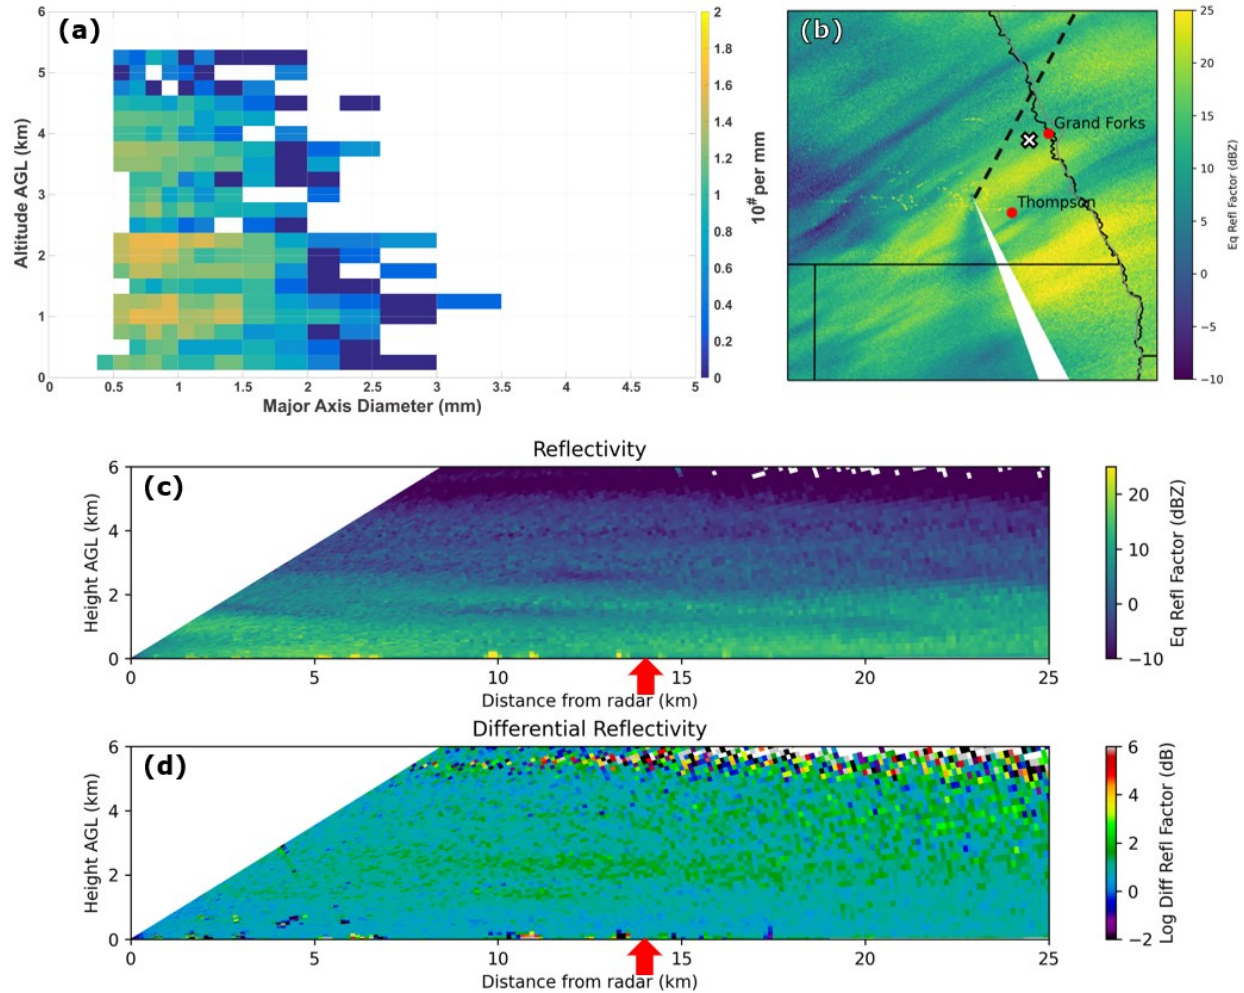 (a)
6
5
4
3
2
1
0
Altitude AGL (km)
0 0.5 1 1.5 2 2.5 3 3.5 4 4.5 5
Major Axis Diameter (mm)
2
1.8
1.6
1.4
1.2
1
0.8
0.6
0.4
0.2
0
10# per mm
(b)
Grand Forks
Thompson
25
20
15
10
5
0
−5
−10
Eq Refl Factor (dBZ)
Reflectivity
(c)
6
4
2
0
Height AGL (km)
0 5 10 15 20 25
Distance from radar (km)
20
10
0
−10
Eq Refl Factor (dBZ)
Differential Reflectivity
(d)
6
4
2
0
Height AGL (km)
0 5 10 15 20 25
Distance from radar (km)
6
4
2
0
−2
Log Diff Refl Factor (dB)